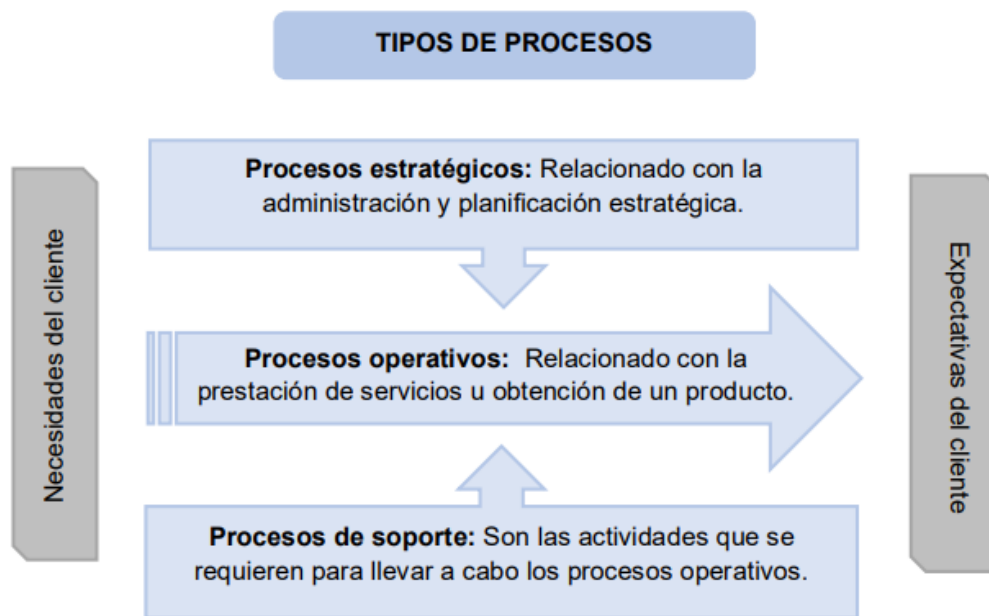 TIPOS DE PROCESOS
Necesidades del cliente
Procesos estratégicos: Relacionado con la
administración y planificación estratégica.
Procesos operativos: Relacionado con la
prestación de servicios u obtención de un producto.
Procesos de soporte: Son las actividades que se
requieren para llevar a cabo los procesos operativos.
Expectativas del cliente